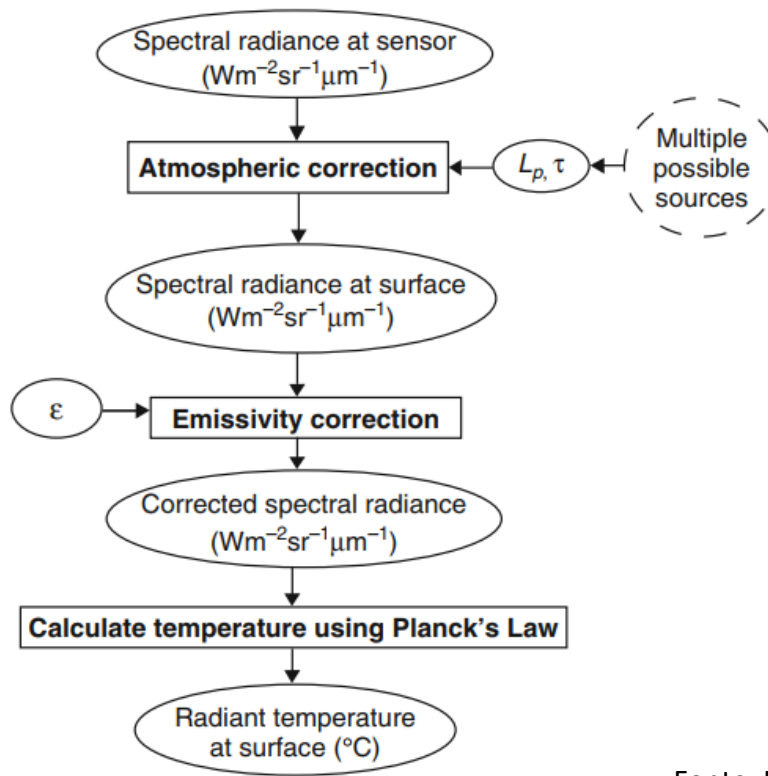 Spectral radiance at sensor
(Wm⁻²sr⁻¹μm⁻¹)
Atmospheric correction
Lₚ, τ
Multiple
possible
sources
Spectral radiance at surface
(Wm⁻²sr⁻¹μm⁻¹)
ε
Emissivity correction
Corrected spectral radiance
(Wm⁻²sr⁻¹μm⁻¹)
Calculate temperature using Planck's Law
Radiant temperature
at surface (°C)